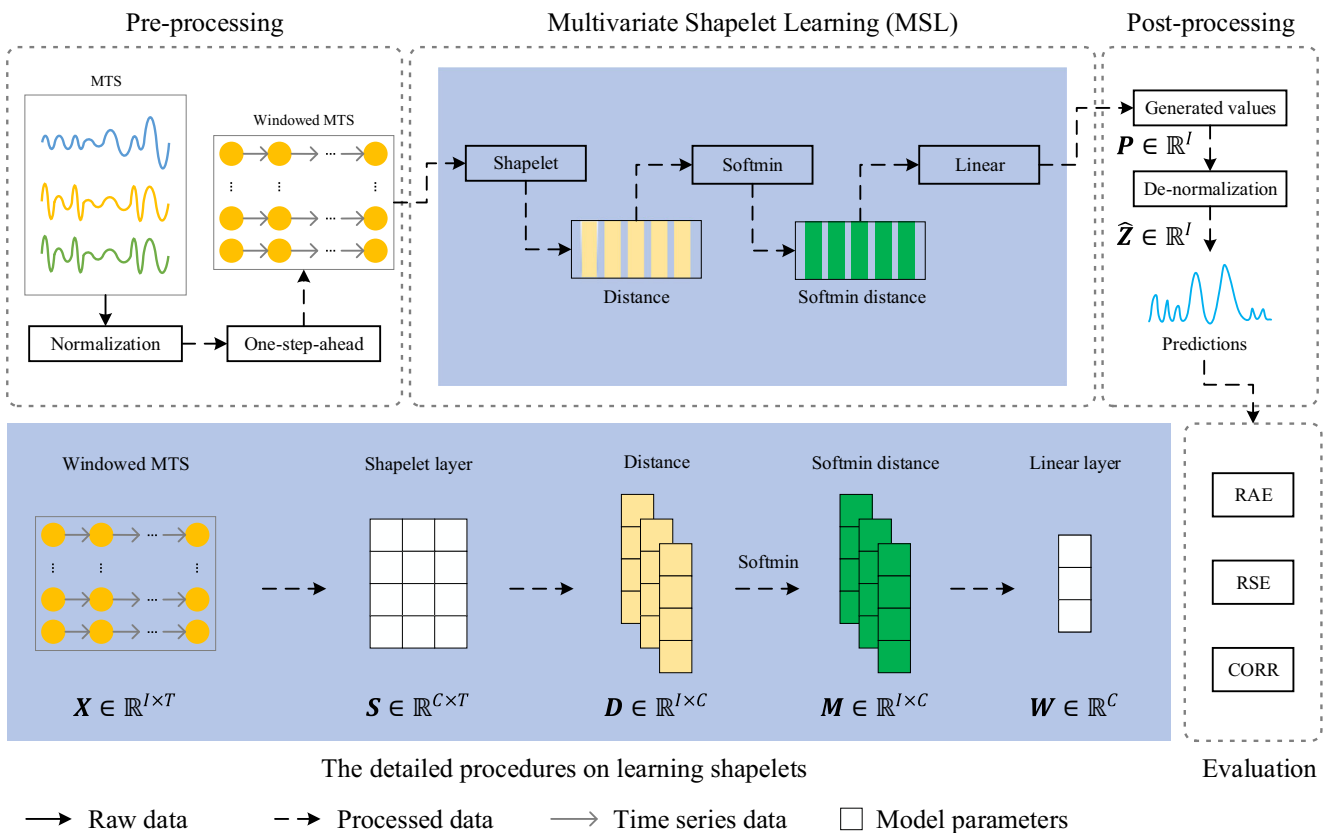 Pre-processing
Multivariate Shapelet Learning (MSL)
Post-processing
MTS
Windowed MTS
...
...
...
Normalization
One-step-ahead
Shapelet
Softmin
Linear
Distance
Softmin distance
Generated values
P ∈ ℝ^I
De-normalization
Ẑ ∈ ℝ^I
Predictions
Windowed MTS
Shapelet layer
Distance
Softmin distance
Linear layer
...
...
...
Softmin
X ∈ ℝ^{I×T}
S ∈ ℝ^{C×T}
D ∈ ℝ^{I×C}
M ∈ ℝ^{I×C}
W ∈ ℝ^C
RAE
RSE
CORR
The detailed procedures on learning shapelets
Evaluation
Raw data
Processed data
Time series data
Model parameters